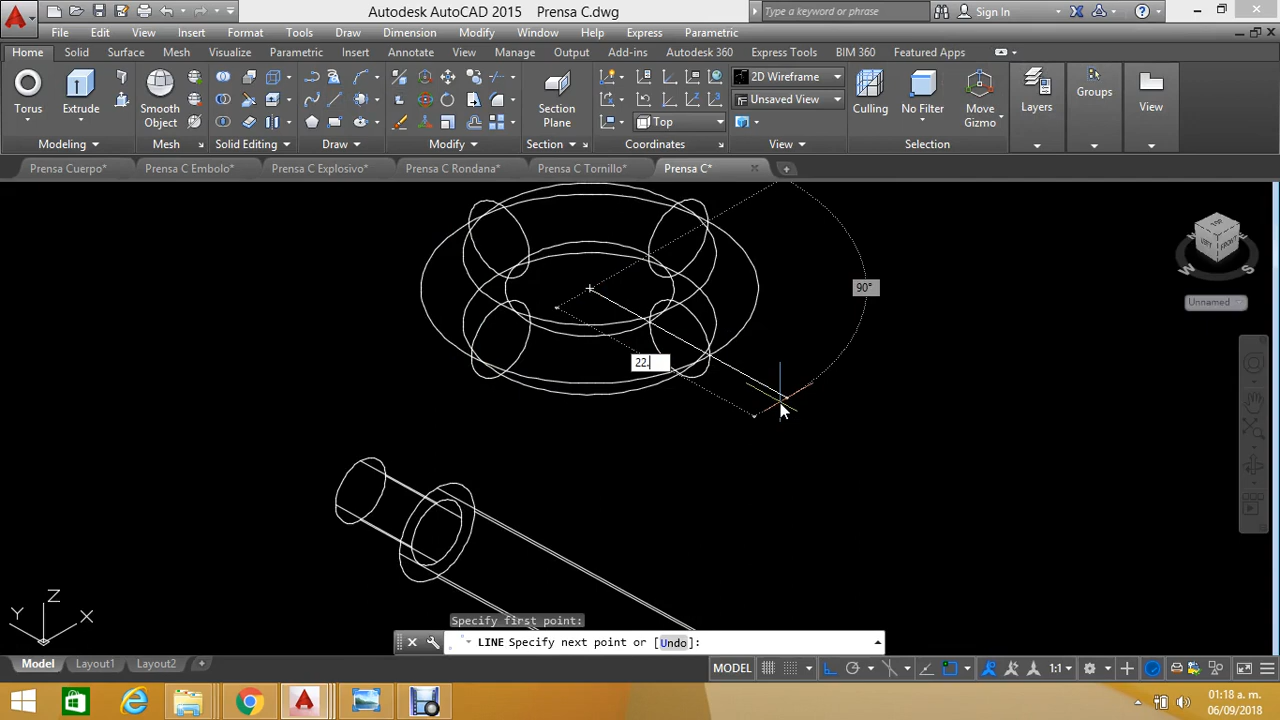 Autodesk AutoCAD 2015 Prensa C.dwg
Type a keyword or phrase
Sign In
File Edit View Insert Format Tools Draw Dimension Modify Window Help Express Parametric
Home Solid Surface Mesh Visualize Parametric Insert Annotate View Manage Output Add-ins Autodesk 360 Express Tools BIM 360 Featured Apps
Torus
Extrude
Smooth Object
Section Plane
2D Wireframe
Unsaved View
Top
Culling
No Filter
Move Gizmo
Layers
Groups
View
Modeling Mesh Solid Editing Draw Modify Section Coordinates View Selection
Prensa Cuerpo* Prensa C Embolo* Prensa C Explosivo* Prensa C Rondana* Prensa C Tornillo* Prensa C*
TOP
LEFT FRONT
W S
Unnamed
90°
22.
Z
Y X
Specify first point:
LINE Specify next point or [Undo]:
Model Layout1 Layout2
MODEL
1:1
01:18 a. m.
06/09/2018